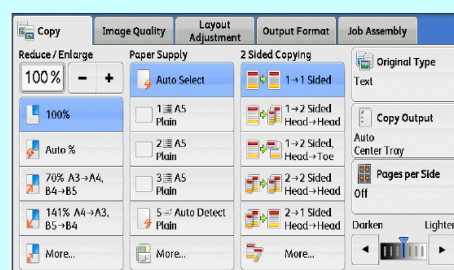 Copy
Image Quality
Layout
Adjustment
Output Format
Job Assembly
Reduce / Enlarge
100%
-
+
100%
Auto %
70% A3→A4,
B4→B5
141% A4→A3,
B5→B4
More...
Paper Supply
Auto Select
1 A5
Plain
2 A5
Plain
3 A5
Plain
5 Auto Detect
Plain
More...
2 Sided Copying
1→1 Sided
1→2 Sided
Head→Head
1→2 Sided,
Head→Toe
2→2 Sided
Head→Head
2→1 Sided
Head→Head
More...
Original Type
Text
Copy Output
Auto
Center Tray
Pages per Side
Off
Darken
Lighten